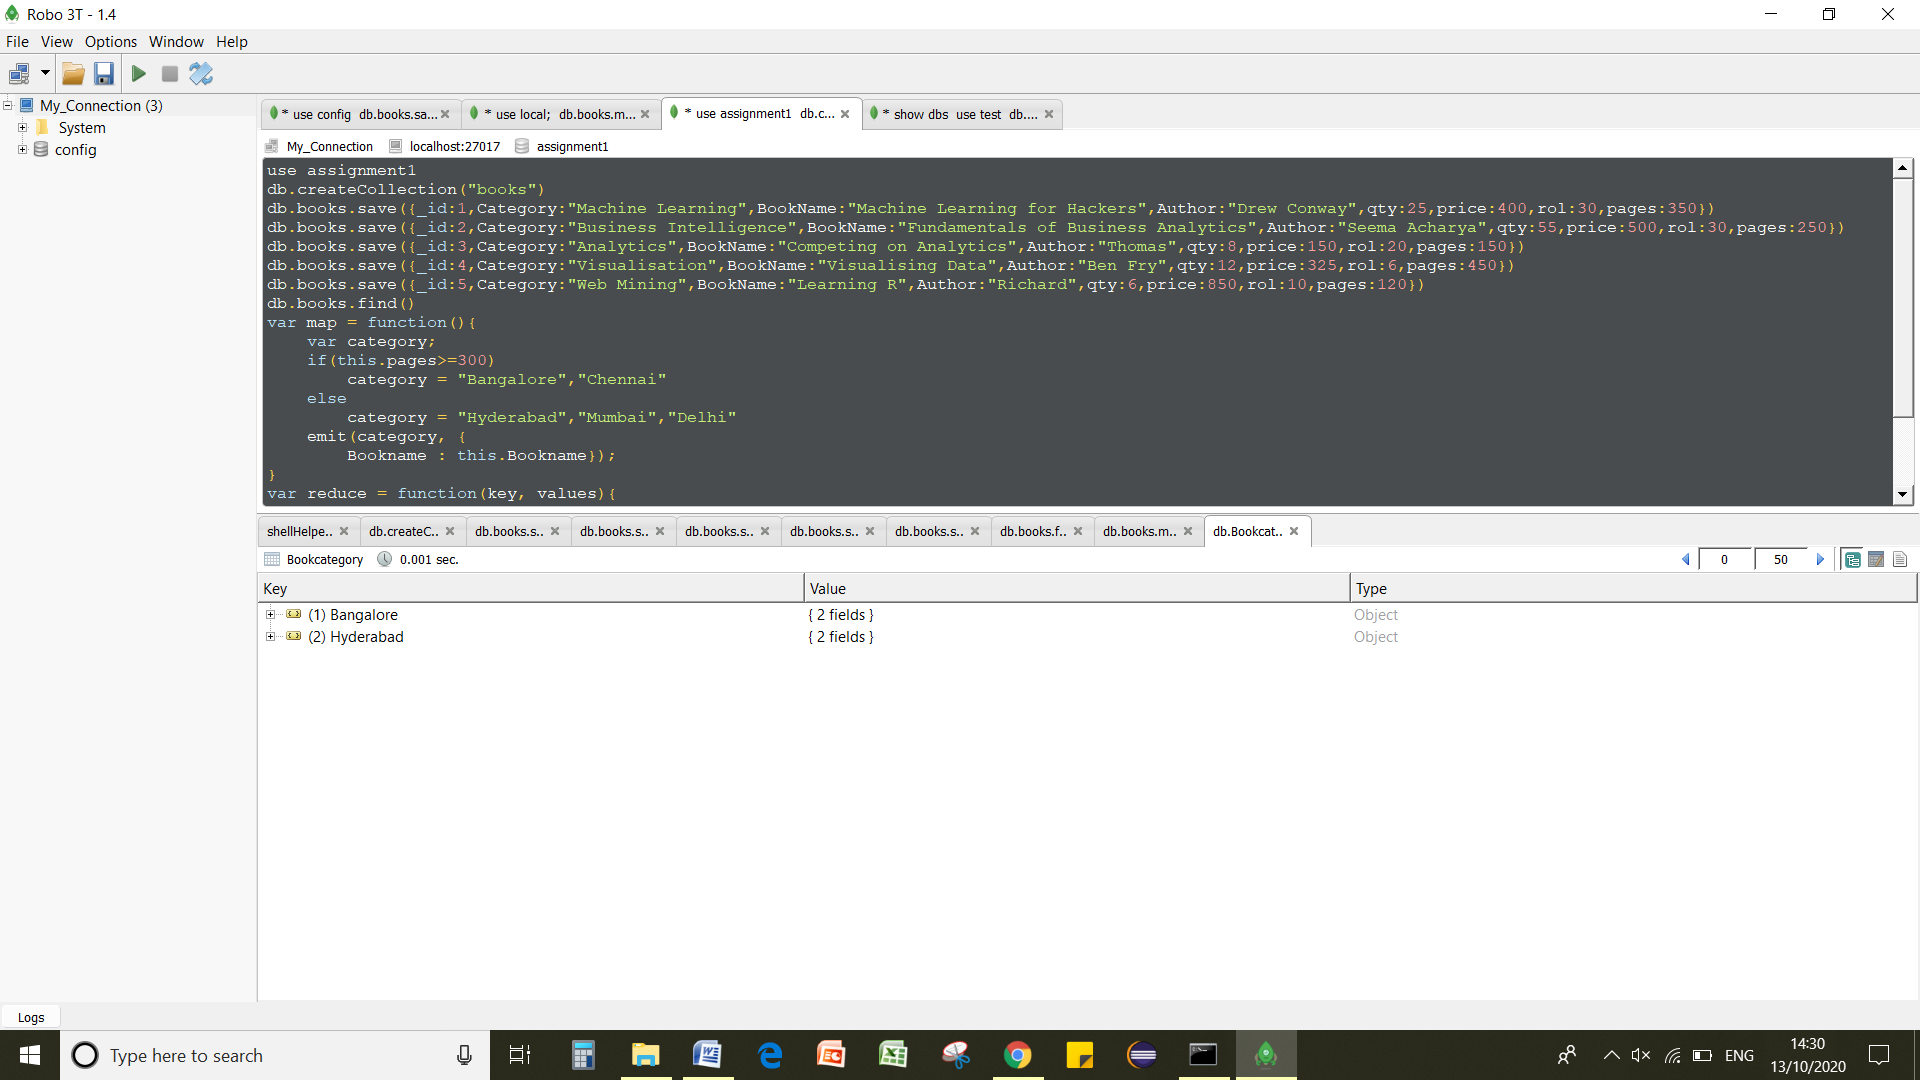 Robo 3T - 1.4
File View Options Window Help
My_Connection (3)
System
config
* use config db.books.sa... * use local; db.books.m... * use assignment1 db.c... * show dbs use test db....
My_Connection localhost:27017 assignment1
use assignment1
db.createCollection("books")
db.books.save({_id:1,Category:"Machine Learning",BookName:"Machine Learning for Hackers",Author:"Drew Conway",qty:25,price:400,rol:30,pages:350})
db.books.save({_id:2,Category:"Business Intelligence",BookName:"Fundamentals of Business Analytics",Author:"Seema Acharya",qty:55,price:500,rol:30,pages:250})
db.books.save({_id:3,Category:"Analytics",BookName:"Competing on Analytics",Author:"Thomas",qty:8,price:150,rol:20,pages:150})
db.books.save({_id:4,Category:"Visualisation",BookName:"Visualising Data",Author:"Ben Fry",qty:12,price:325,rol:6,pages:450})
db.books.save({_id:5,Category:"Web Mining",BookName:"Learning R",Author:"Richard",qty:6,price:850,rol:10,pages:120})
db.books.find()
var map = function(){
var category;
if(this.pages>=300)
category = "Bangalore","Chennai"
else
category = "Hyderabad","Mumbai","Delhi"
emit(category, {
Bookname : this.Bookname});
}
var reduce = function(key, values){
shellHelpe.. db.createC.. db.books.s.. db.books.s.. db.books.s.. db.books.s.. db.books.s.. db.books.f.. db.books.m.. db.Bookcat..
Bookcategory 0.001 sec. 0 50
Key Value Type
(1) Bangalore { 2 fields } Object
(2) Hyderabad { 2 fields } Object
Logs
Type here to search
ENG
14:30
13/10/2020